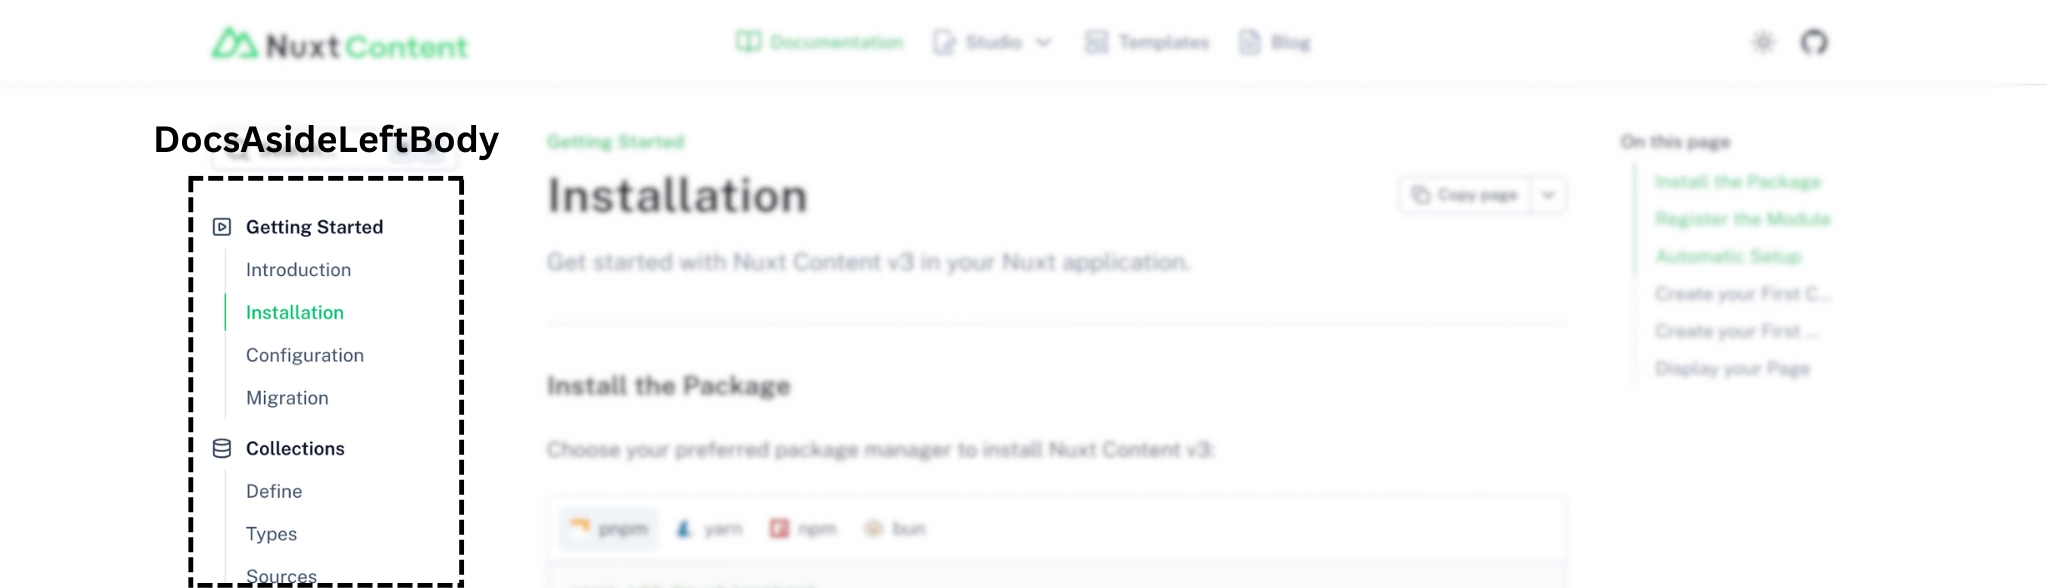 Nuxt Content
Documentation
Studio
Templates
Blog
DocsAsideLeftBody
Getting Started
Introduction
Installation
Configuration
Migration
Collections
Define
Types
Sources
Getting Started
Installation
Copy page
Get started with Nuxt Content v3 in your Nuxt application.
Install the Package
Choose your preferred package manager to install Nuxt Content v3:
pnpm
yarn
npm
bun
On this page
Install the Package
Register the Module
Automatic Setup
Create your First C...
Create your First ...
Display your Page